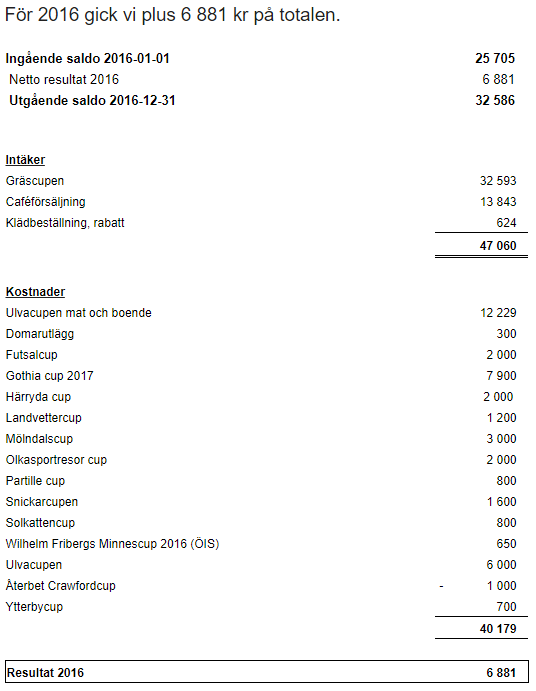 För 2016 gick vi plus 6 881 kr på totalen.
Ingående saldo 2016-01-01 25 705
Netto resultat 2016 6 881
Utgående saldo 2016-12-31 32 586
Intäker
Gräscupen 32 593
Caféförsäljning 13 843
Klädbeställning, rabatt 624
47 060
Kostnader
Ulvacupen mat och boende 12 229
Domarutlägg 300
Futsalcup 2 000
Gothia cup 2017 7 900
Härryda cup 2 000
Landvettercup 1 200
Mölndalscup 3 000
Olkasportresor cup 2 000
Partille cup 800
Snickarcupen 1 600
Solkattencup 800
Wilhelm Fribergs Minnescup 2016 (ÖIS) 650
Ulvacupen 6 000
Återbet Crawfordcup - 1 000
Ytterbycup 700
40 179
Resultat 2016 6 881